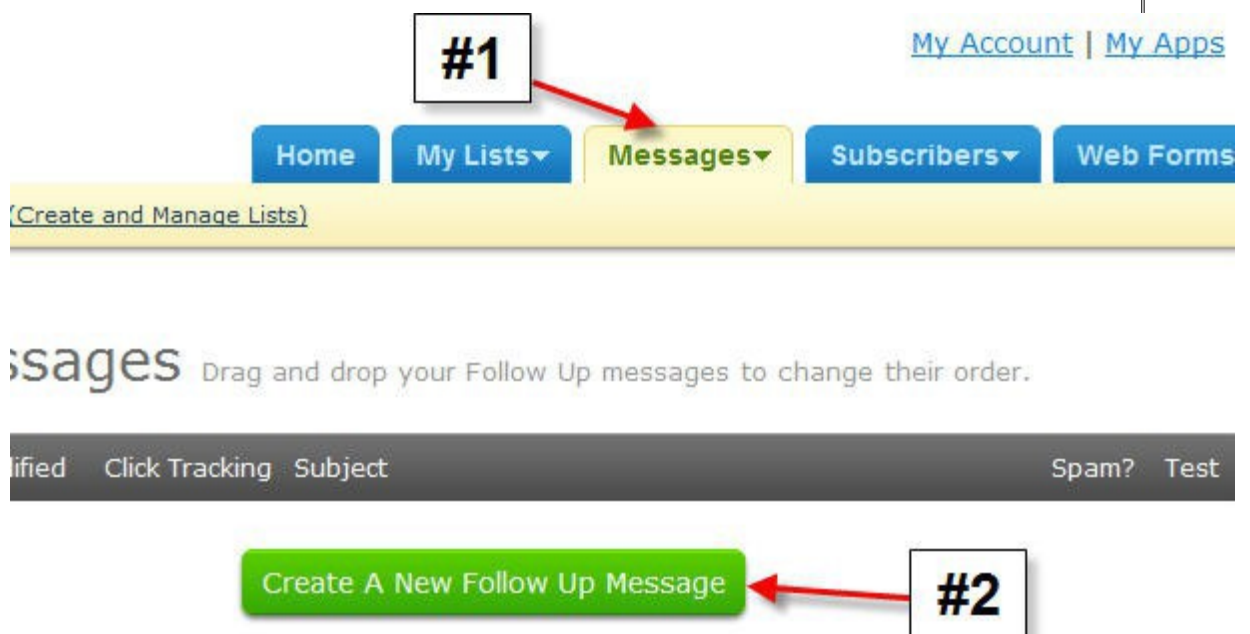 #1
My Account | My Apps
Home My Lists▾ Messages▾ Subscribers▾ Web Forms
(Create and Manage Lists)
ssages Drag and drop your Follow Up messages to change their order.
ified Click Tracking Subject Spam? Test
Create A New Follow Up Message
#2